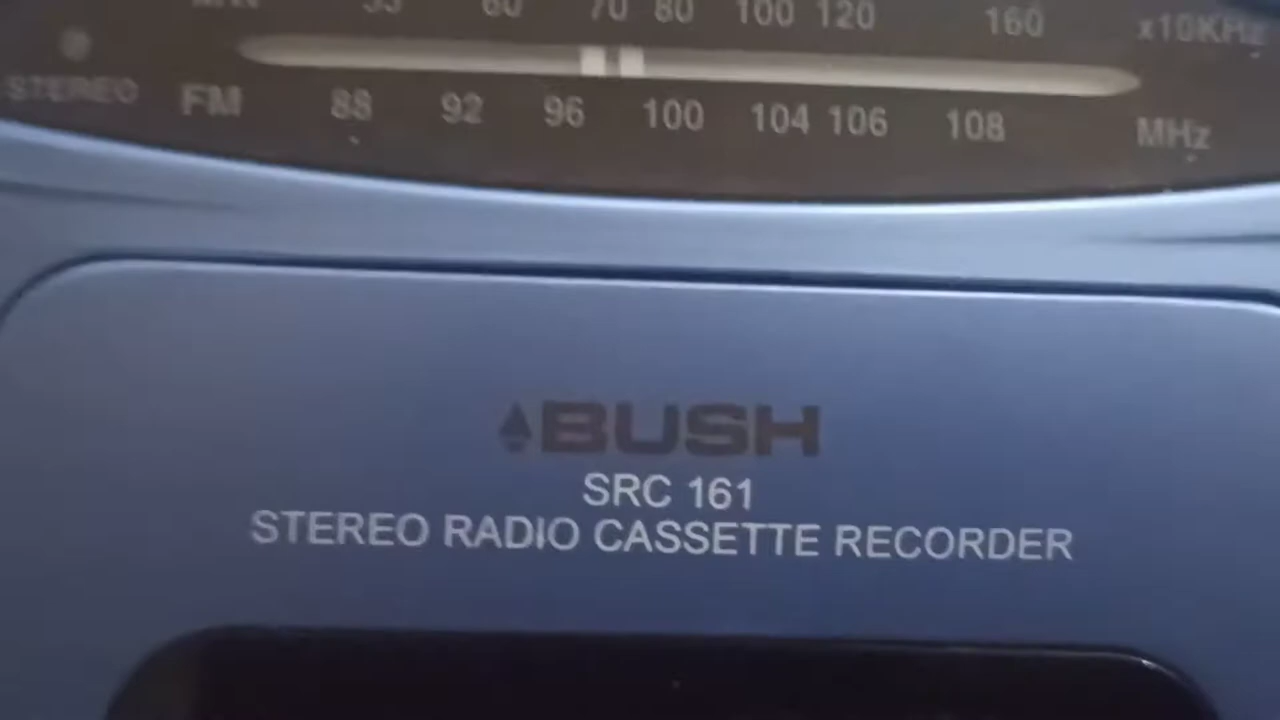 60 70 80 100 120 160 x10KHz
STEREO FM 88 92 96 100 104 106 108 MHz
BUSH
SRC 161
STEREO RADIO CASSETTE RECORDER